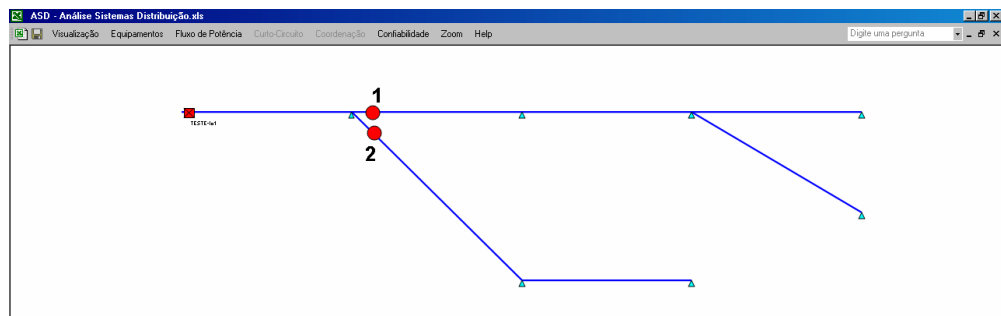 ASD - Análise Sistemas Distribuição.xls
Visualização Equipamentos Fluxo de Potência Curto-Circuito Coordenação Confiabilidade Zoom Help Digite uma pergunta
1
TESTE-le1
2